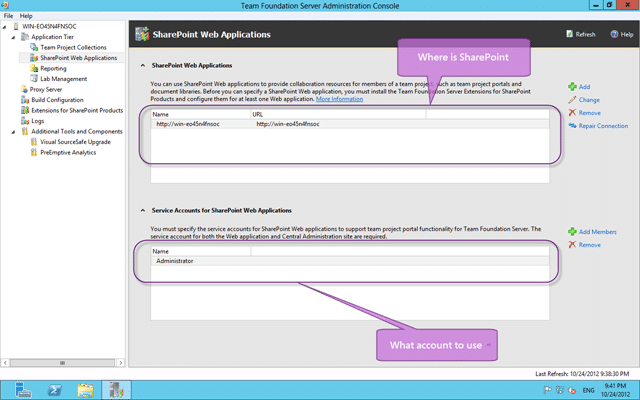 Team Foundation Server Administration Console
File Help
WIN-EO45N4FNSOC
Application Tier
Team Project Collections
SharePoint Web Applications
Reporting
Lab Management
Proxy Server
Build Configuration
Extensions for SharePoint Products
Logs
Additional Tools and Components
Visual SourceSafe Upgrade
PreEmptive Analytics
SharePoint Web Applications
Refresh Help
Where is SharePoint
SharePoint Web Applications
You can use SharePoint Web applications to provide collaboration resources for members of a team project, such as team project portals and
document libraries. Before you can specify a SharePoint Web application, you must install the Team Foundation Server Extensions for SharePoint
Products and configure them for at least one Web application. More Information
Name URL
http://win-eo45n4fnsoc http://win-eo45n4fnsoc
Add
Change
Remove
Repair Connection
Service Accounts for SharePoint Web Applications
You must specify the service accounts for SharePoint Web applications to support team project portal functionality for Team Foundation Server. The
service account for both the Web application and Central Administration site are required.
Name
Administrator
Add Members
Remove
What account to use
Last Refresh: 10/24/2012 9:38:30 PM
ENG
9:41 PM
10/24/2012